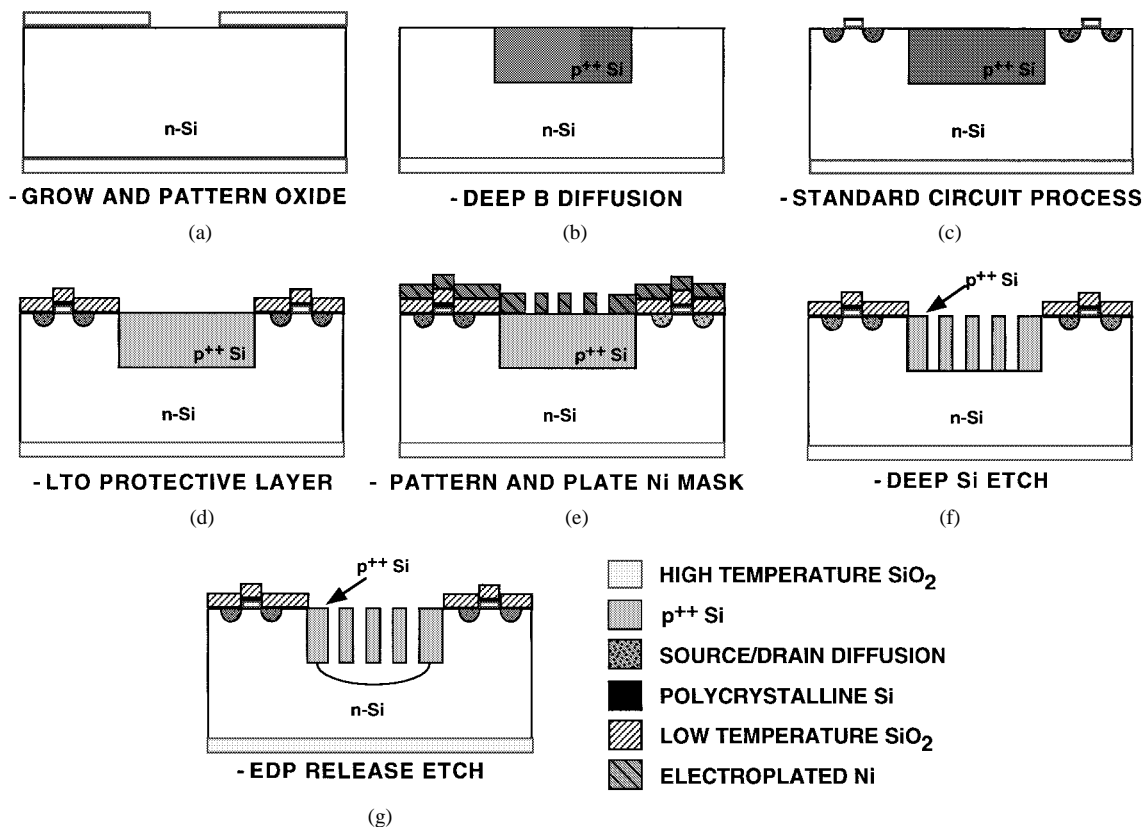 p++ Si
n-Si
- GROW AND PATTERN OXIDE
(a)
p++ Si
n-Si
- DEEP B DIFFUSION
(b)
p++ Si
n-Si
- STANDARD CIRCUIT PROCESS
(c)
p++ Si
n-Si
- LTO PROTECTIVE LAYER
(d)
p++ Si
n-Si
- PATTERN AND PLATE Ni MASK
(e)
p++ Si
n-Si
- DEEP Si ETCH
(f)
p++ Si
n-Si
- EDP RELEASE ETCH
(g)
HIGH TEMPERATURE SiO2
p++ Si
SOURCE/DRAIN DIFFUSION
POLYCRYSTALLINE Si
LOW TEMPERATURE SiO2
ELECTROPLATED Ni